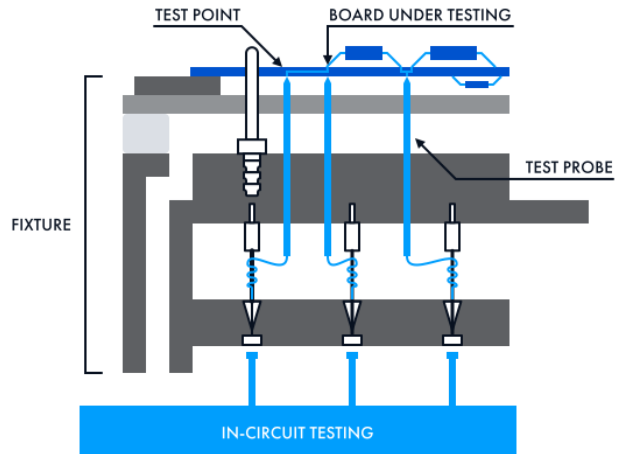 TEST POINT
BOARD UNDER TESTING
TEST PROBE
FIXTURE
IN-CIRCUIT TESTING